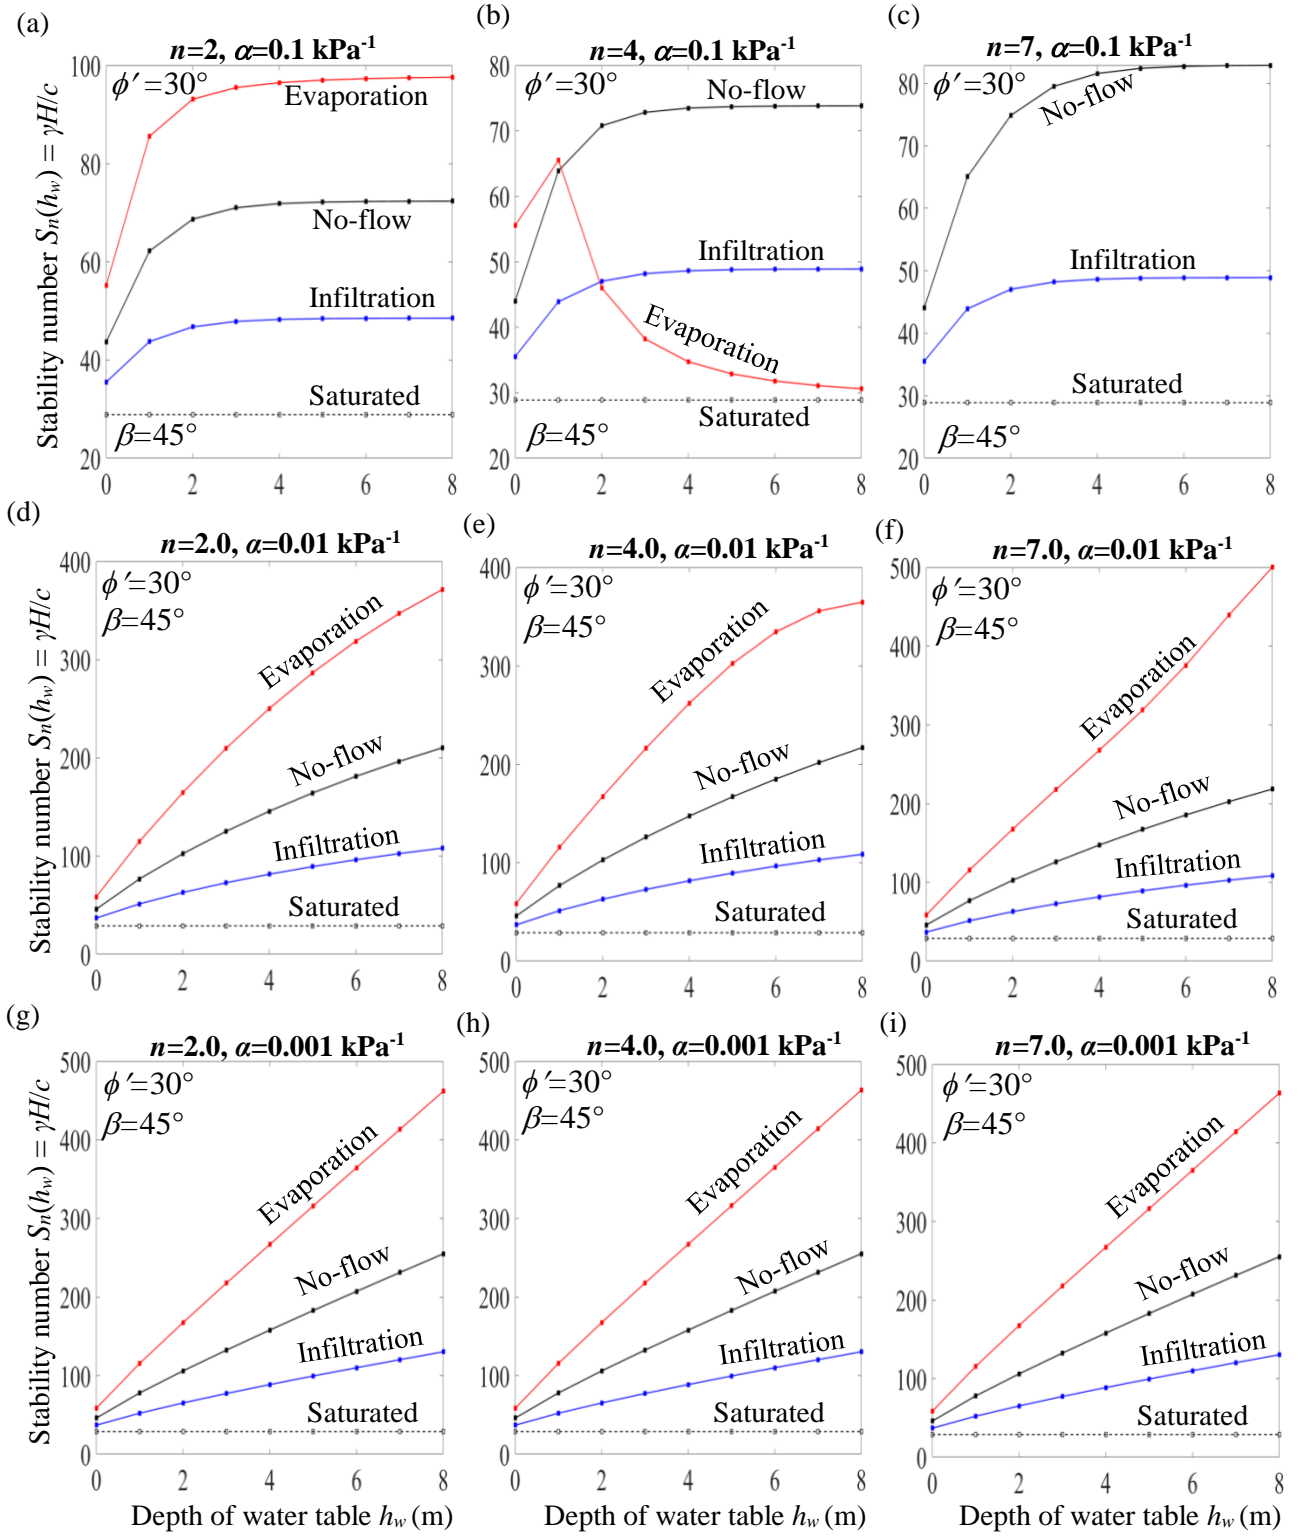 (a)
n=2, α=0.1 kPa-1
ϕ′=30°
Evaporation
No-flow
Infiltration
Saturated
β=45°
Stability number Sn(hw) = γH/c
100
80
60
40
20
0 2 4 6 8
(b)
n=4, α=0.1 kPa-1
ϕ′=30°
No-flow
Infiltration
Evaporation
Saturated
β=45°
80
70
60
50
40
30
20
0 2 4 6 8
(c)
n=7, α=0.1 kPa-1
ϕ′=30°
No-flow
Infiltration
Saturated
β=45°
80
70
60
50
40
30
20
0 2 4 6 8
(d)
n=2.0, α=0.01 kPa-1
ϕ′=30°
β=45°
Evaporation
No-flow
Infiltration
Saturated
Stability number Sn(hw) = γH/c
400
300
200
100
0
0 2 4 6 8
(e)
n=4.0, α=0.01 kPa-1
ϕ′=30°
β=45°
Evaporation
No-flow
Infiltration
Saturated
400
300
200
100
0
0 2 4 6 8
(f)
n=7.0, α=0.01 kPa-1
ϕ′=30°
β=45°
Evaporation
No-flow
Infiltration
Saturated
500
400
300
200
100
0
0 2 4 6 8
(g)
n=2.0, α=0.001 kPa-1
ϕ′=30°
β=45°
Evaporation
No-flow
Infiltration
Saturated
Stability number Sn(hw) = γH/c
500
400
300
200
100
0
0 2 4 6 8
Depth of water table hw (m)
(h)
n=4.0, α=0.001 kPa-1
ϕ′=30°
β=45°
Evaporation
No-flow
Infiltration
Saturated
500
400
300
200
100
0
0 2 4 6 8
Depth of water table hw (m)
(i)
n=7.0, α=0.001 kPa-1
ϕ′=30°
β=45°
Evaporation
No-flow
Infiltration
Saturated
500
400
300
200
100
0
0 2 4 6 8
Depth of water table hw (m)